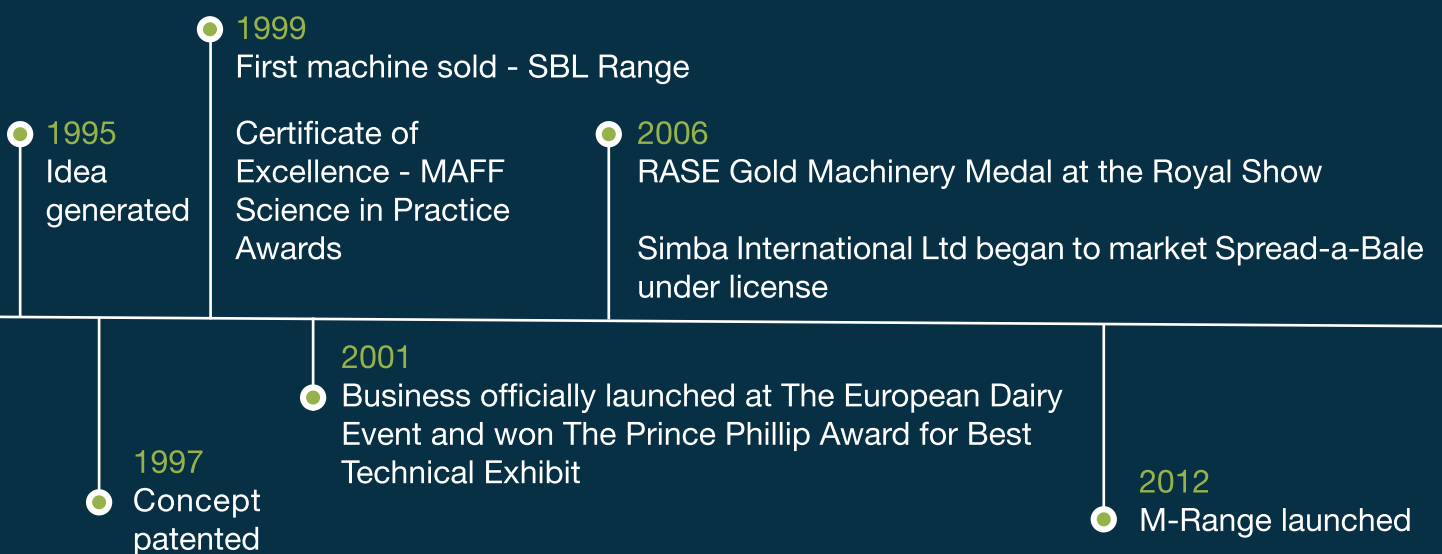 1995
Idea
generated
1997
Concept
patented
1999
First machine sold - SBL Range
Certificate of
Excellence - MAFF
Science in Practice
Awards
2001
Business officially launched at The European Dairy
Event and won The Prince Phillip Award for Best
Technical Exhibit
2006
RASE Gold Machinery Medal at the Royal Show
Simba International Ltd began to market Spread-a-Bale
under license
2012
M-Range launched